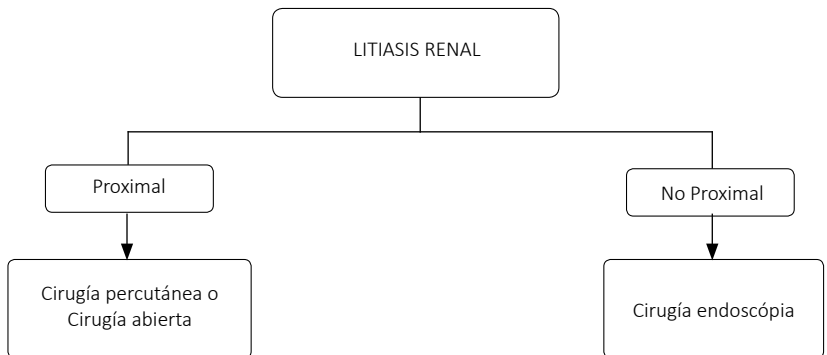 LITIASIS RENAL
Proximal
No Proximal
Cirugía percutánea o
Cirugía abierta
Cirugía endoscópia